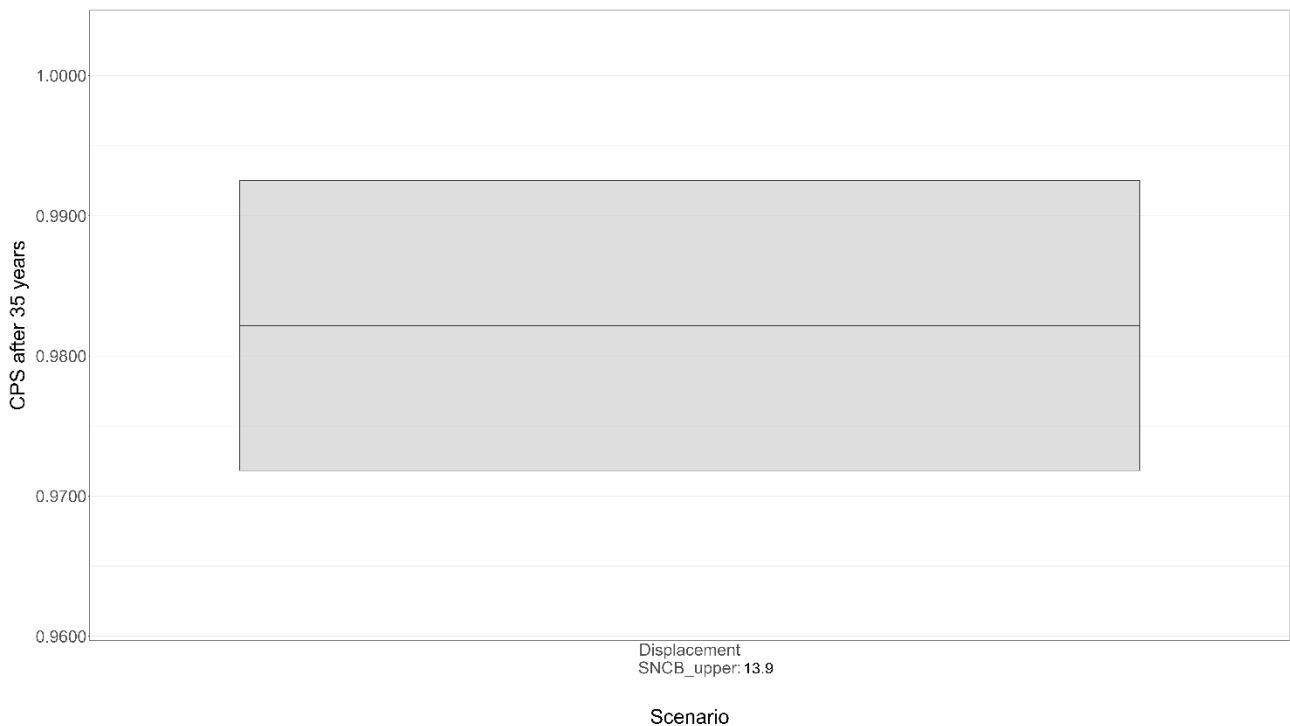 CPS after 35 years
1.0000
0.9900
0.9800
0.9700
0.9600
Displacement
SNCB_upper: 13.9
Scenario